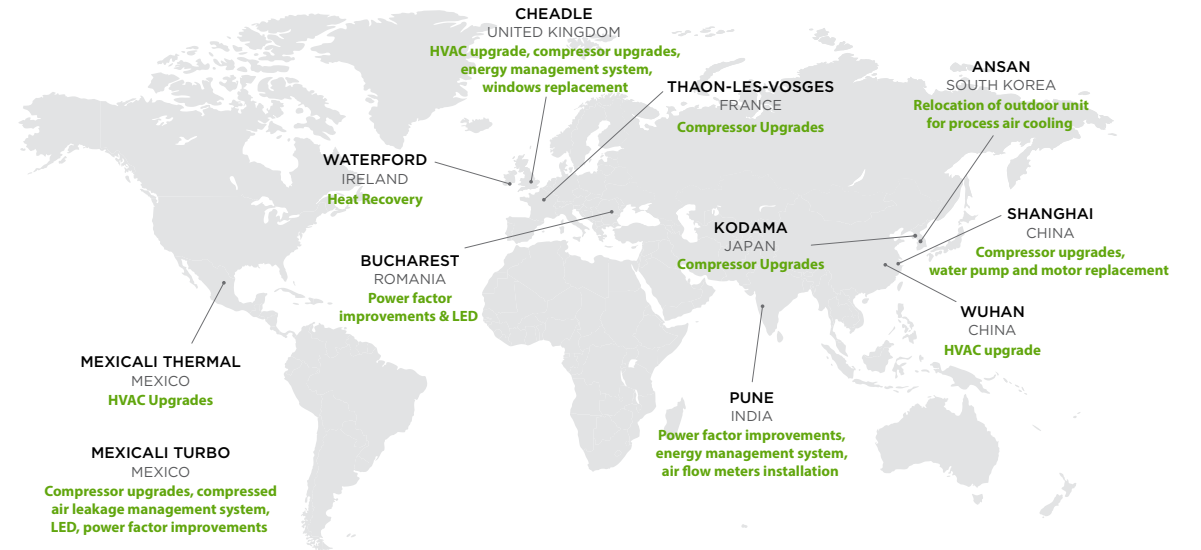 CHEADLE
UNITED KINGDOM
HVAC upgrade, compressor upgrades,
energy management system,
windows replacement
THAON-LES-VOSGES
FRANCE
Compressor Upgrades
ANSAN
SOUTH KOREA
Relocation of outdoor unit
for process air cooling
WATERFORD
IRELAND
Heat Recovery
BUCHAREST
ROMANIA
Power factor
improvements & LED
KODAMA
JAPAN
Compressor Upgrades
SHANGHAI
CHINA
Compressor upgrades,
water pump and motor replacement
WUHAN
CHINA
HVAC upgrade
MEXICALI THERMAL
MEXICO
HVAC Upgrades
PUNE
INDIA
Power factor improvements,
energy management system,
air flow meters installation
MEXICALI TURBO
MEXICO
Compressor upgrades, compressed
air leakage management system,
LED, power factor improvements